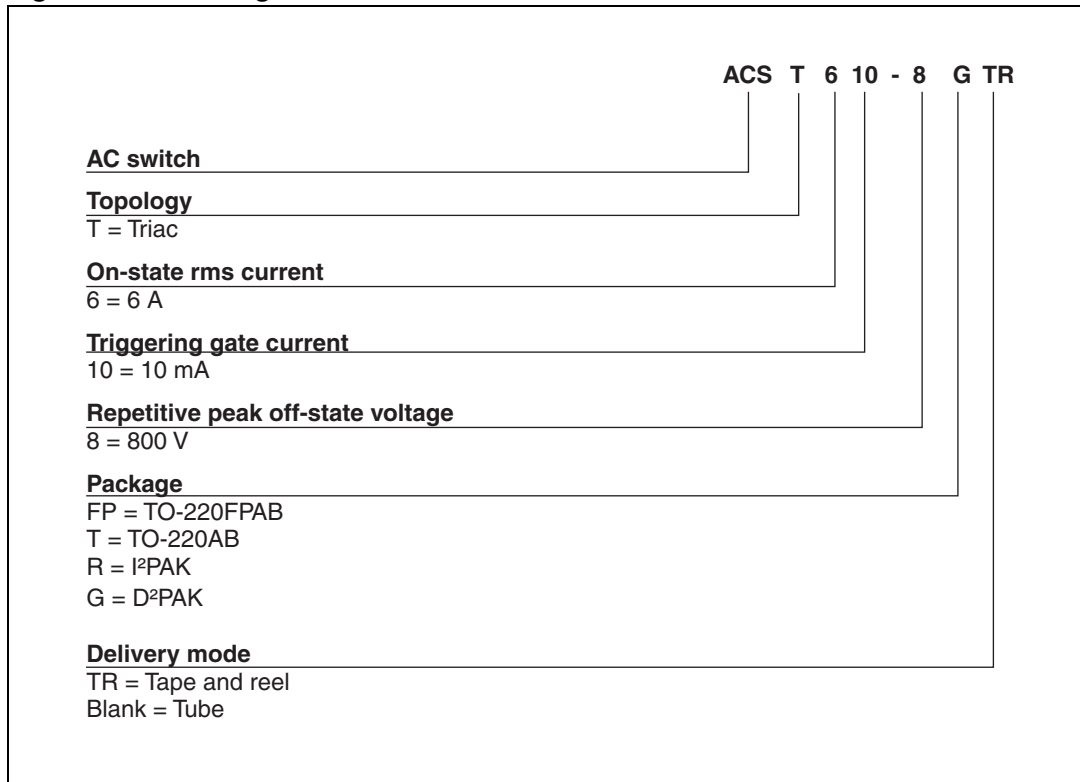 ACS T 6 10 - 8 G TR
AC switch
Topology
T = Triac
On-state rms current
6 = 6 A
Triggering gate current
10 = 10 mA
Repetitive peak off-state voltage
8 = 800 V
Package
FP = TO-220FPAB
T = TO-220AB
R = I²PAK
G = D²PAK
Delivery mode
TR = Tape and reel
Blank = Tube